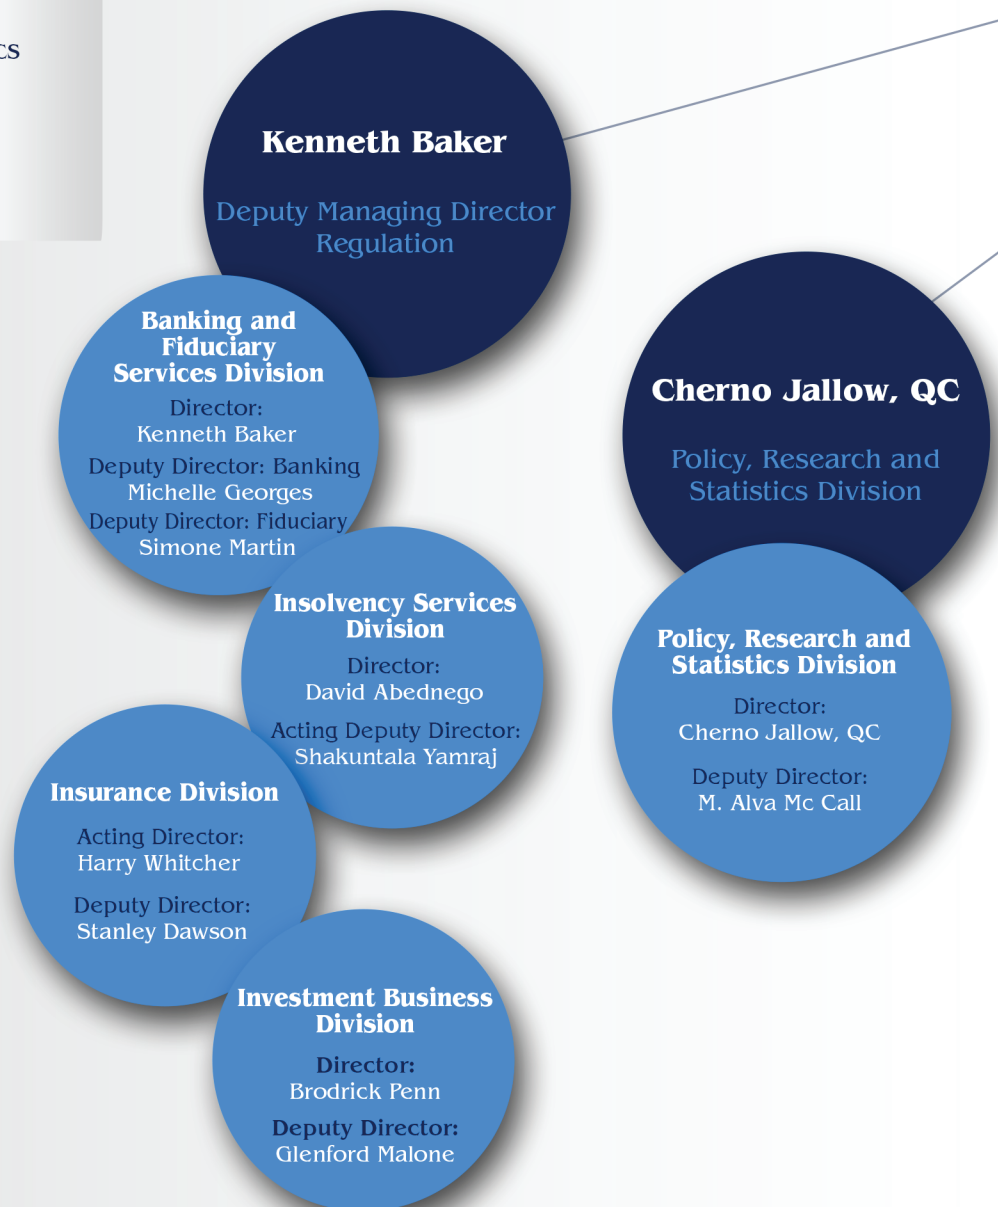 CS
Kenneth Baker
Deputy Managing Director
Regulation
Banking and
Fiduciary
Services Division
Director:
Kenneth Baker
Deputy Director: Banking
Michelle Georges
Deputy Director: Fiduciary
Simone Martin
Insolvency Services
Division
Director:
David Abednego
Acting Deputy Director:
Shakuntala Yamraj
Insurance Division
Acting Director:
Harry Whitcher
Deputy Director:
Stanley Dawson
Investment Business
Division
Director:
Brodrick Penn
Deputy Director:
Glenford Malone
Cherno Jallow, QC
Policy, Research and
Statistics Division
Policy, Research and
Statistics Division
Director:
Cherno Jallow, QC
Deputy Director:
M. Alva Mc Call